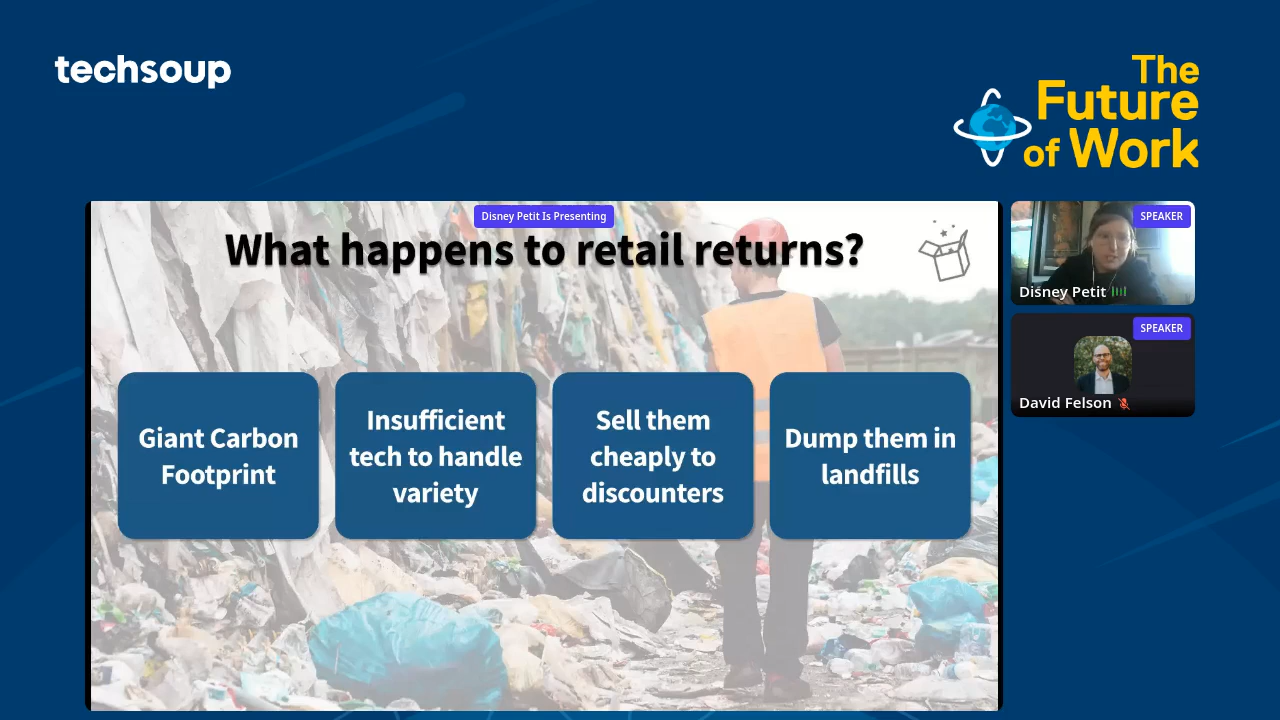 techsoup
The
Future
of Work
Disney Petit Is Presenting
What happens to retail returns?
Giant Carbon
Footprint
Insufficient
tech to handle
variety
Sell them
cheaply to
discounters
Dump them in
landfills
SPEAKER
Disney Petit
SPEAKER
David Felson